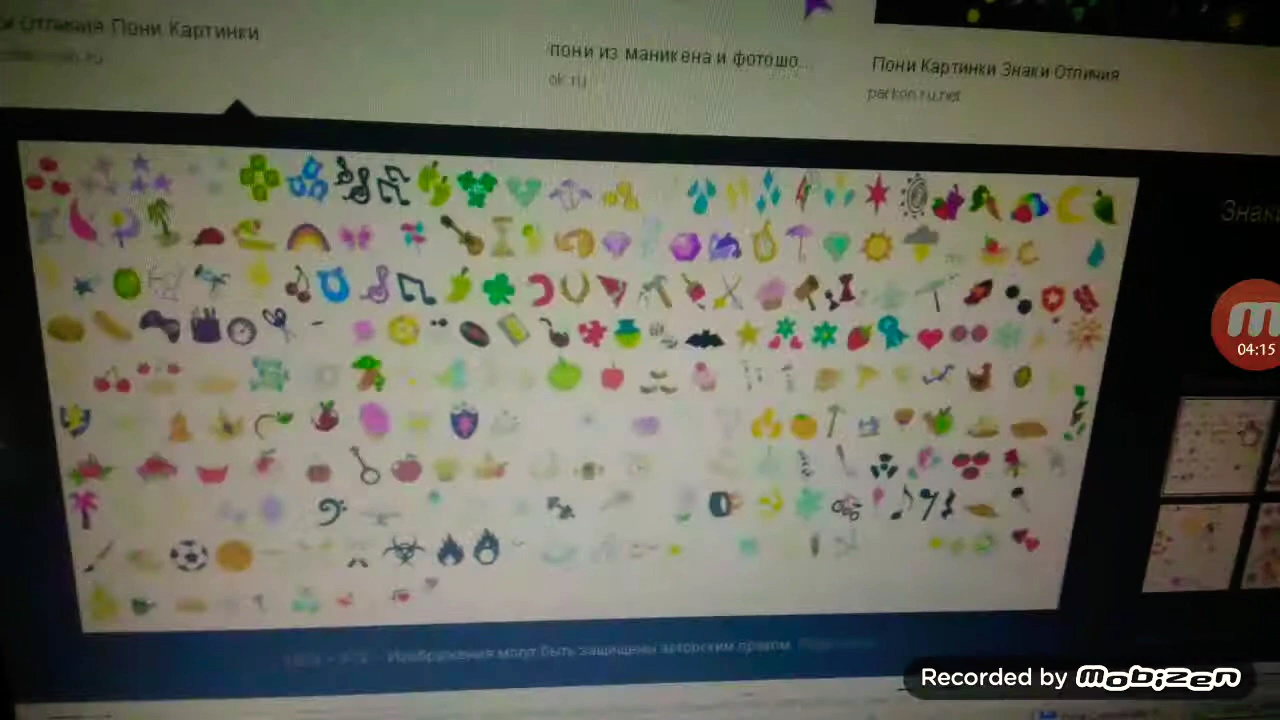 Отличия Пони Картинки
пони из маникена и фотошо...
ok.ru
Пони Картинки Знаки Отличия
parkon.ru.net
Знак
04:15
Изображения могут быть защищены авторским правом.
Recorded by Mobizen